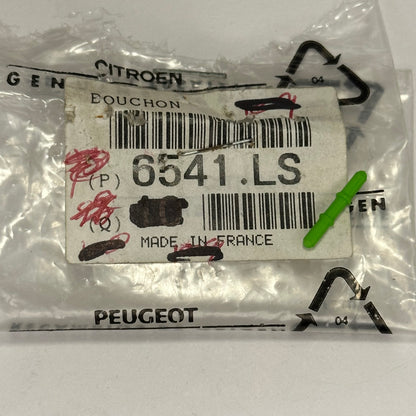 CITROEN
04
GEN
BOUCHON
(P) 6541.LS
(Q)
GEN
MADE IN FRANCE
PEUGEOT
04